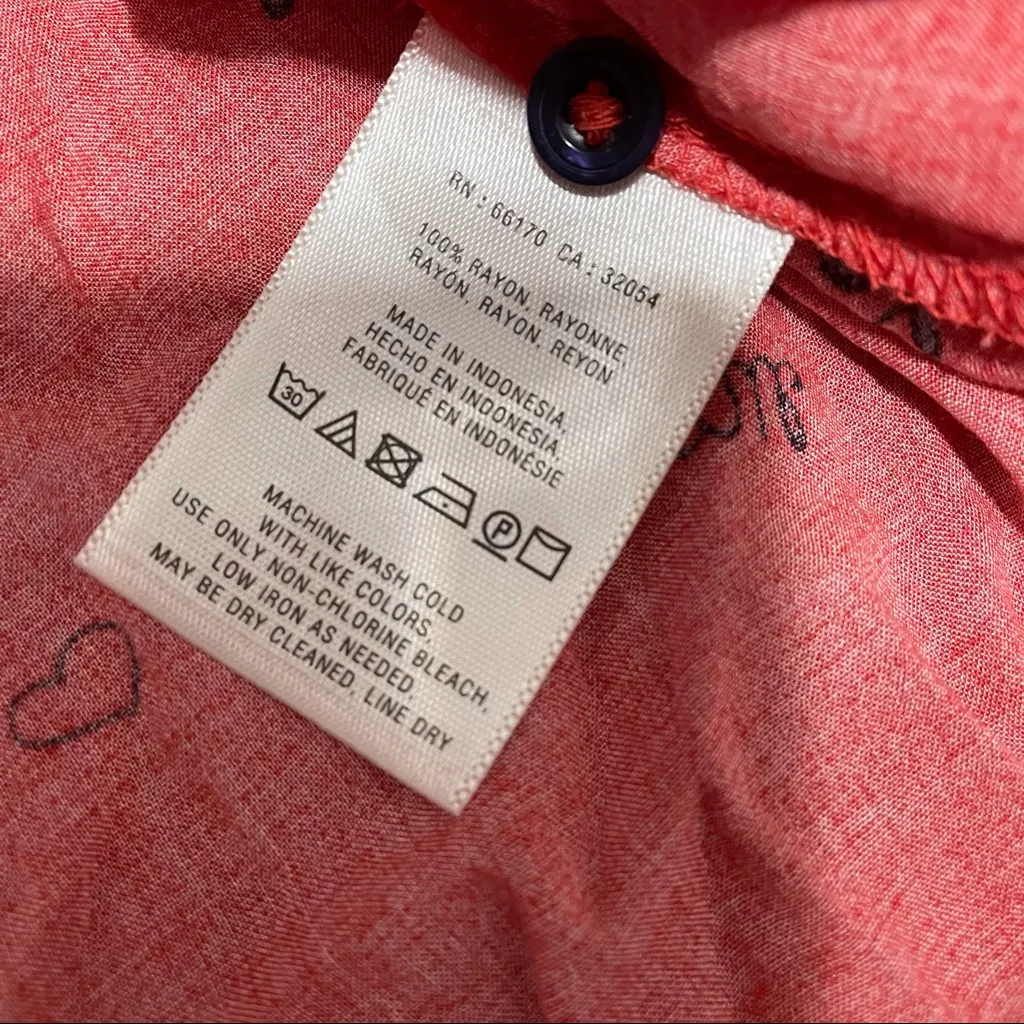 RN : 66170 CA : 32054
100% RAYON, RAYONNE,
RAYÓN, RAYON, REYON
MADE IN INDONESIA,
HECHO EN INDONESIA,
FABRIQUÉ EN INDONÉSIE
30
P
MACHINE WASH COLD
WITH LIKE COLORS,
USE ONLY NON-CHLORINE BLEACH,
LOW IRON AS NEEDED,
MAY BE DRY CLEANED, LINE DRY